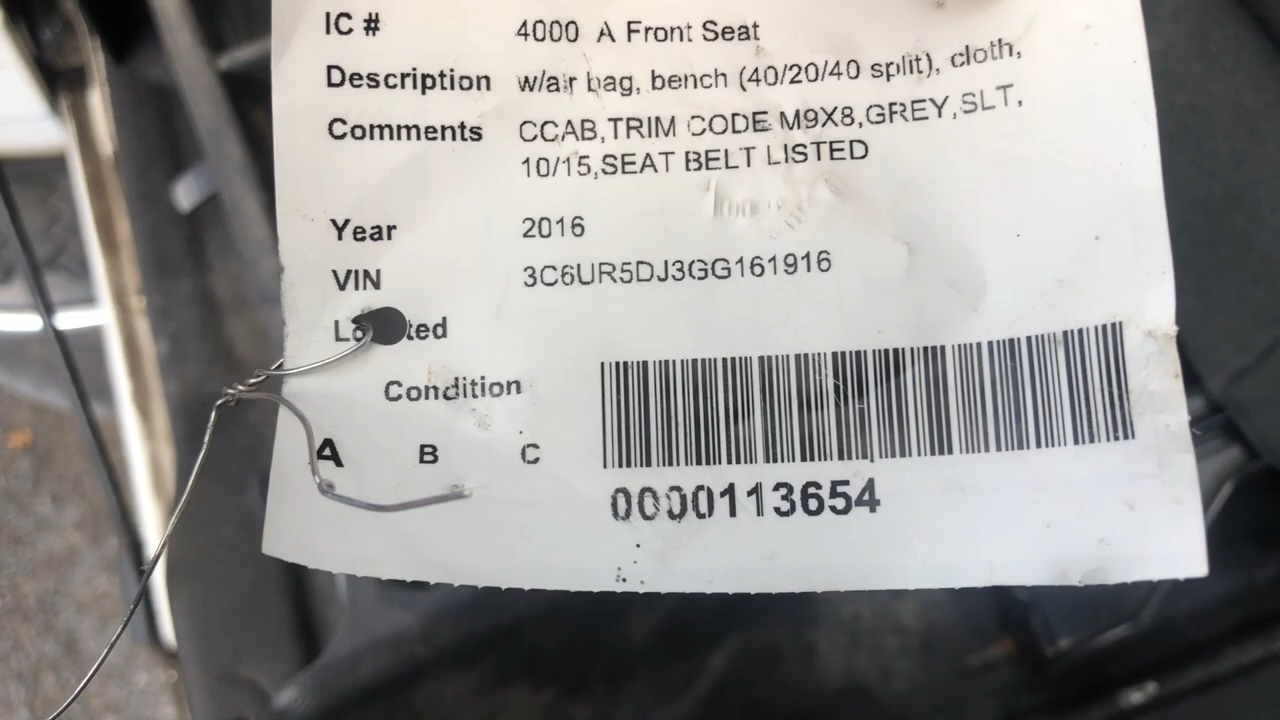 IC # 4000 A Front Seat
Description w/air bag, bench (40/20/40 split), cloth,
Comments CCAB,TRIM CODE M9X8,GREY,SLT,
10/15,SEAT BELT LISTED
Year 2016
VIN 3C6UR5DJ3GG161916
Condition
A B C
0000113654